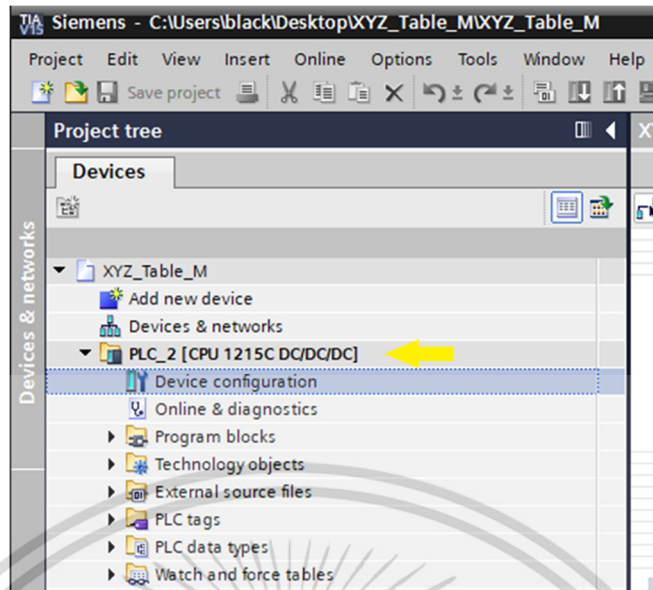 TIA V15 Siemens - C:\Users\black\Desktop\XYZ_Table_M\XYZ_Table_M
Project Edit View Insert Online Options Tools Window Help
Save project
Project tree
Devices
XYZ_Table_M
Add new device
Devices & networks
PLC_2 [CPU 1215C DC/DC/DC]
Device configuration
Online & diagnostics
Program blocks
Technology objects
External source files
PLC tags
PLC data types
Watch and force tables
Devices & networks